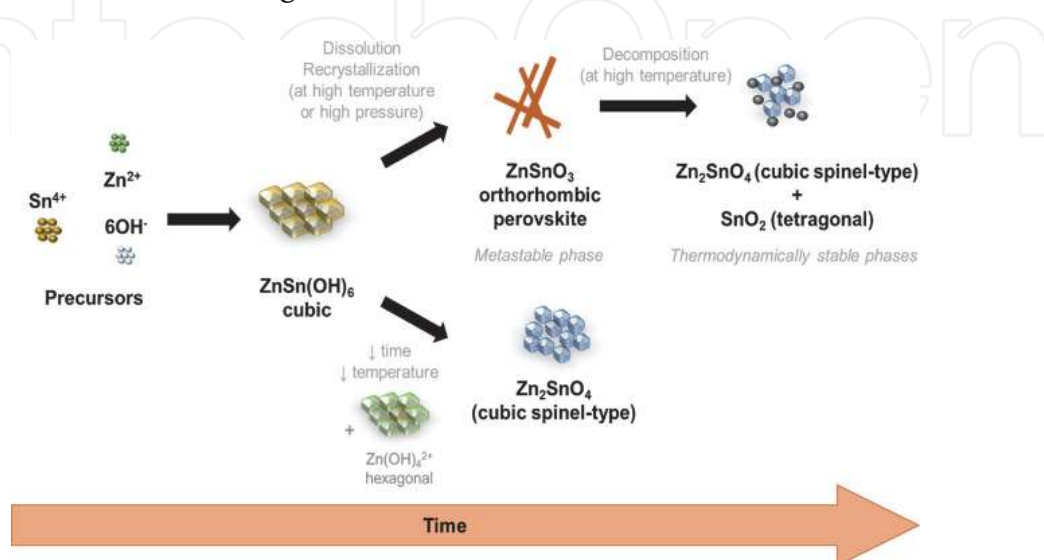 Dissolution
Recrystallization
(at high temperature
or high pressure)
Decomposition
(at high temperature)
Zn²⁺
Sn⁴⁺
6OH⁻
Precursors
ZnSn(OH)₆
cubic
ZnSnO₃
orthorhombic
perovskite
Metastable phase
Zn₂SnO₄ (cubic spinel-type)
+
SnO₂ (tetragonal)
Thermodynamically stable phases
↓ time
↓ temperature
+
Zn(OH)₄²⁺
hexagonal
Zn₂SnO₄
(cubic spinel-type)
Time